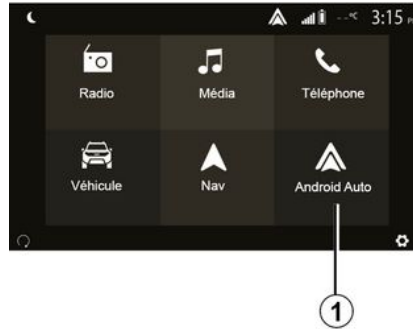 --°C 3:15
Radio
Média
Téléphone
Véhicule
Nav
Android Auto
1